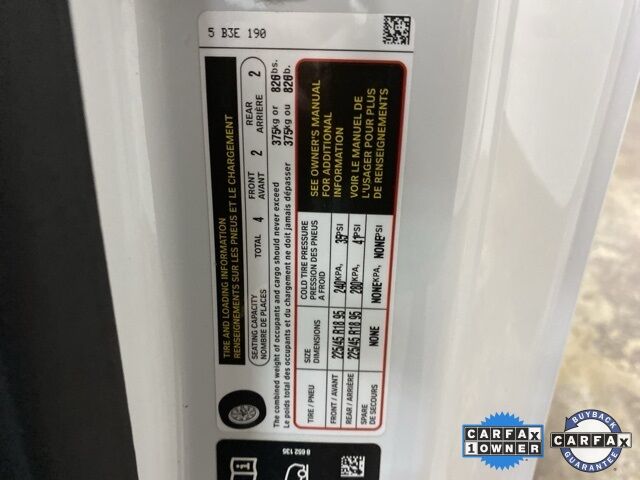 5 B3E 190
TIRE AND LOADING INFORMATION
RENSEIGNEMENTS SUR LES PNEUS ET LE CHARGEMENT
SEATING CAPACITY TOTAL 4 FRONT 2 REAR 2
NOMBRE DE PLACES AVANT ARRIÈRE
The combined weight of occupants and cargo should never exceed 375kg or 826lbs.
Le poids total des occupants et du chargement ne doit jamais dépasser 375kg ou 826lb.
TIRE / PNEU SIZE DIMENSIONS COLD TIRE PRESSURE PRESSION DES PNEUS A FROID
FRONT / AVANT 225/45 R18 95 240KPA, 35PSI
REAR / ARRIÈRE 225/45 R18 95 280KPA, 41PSI
SPARE DE SECOURS NONE NONEKPA, NONEPSI
SEE OWNER'S MANUAL
FOR ADDITIONAL
INFORMATION
VOIR LE MANUEL DE
L'USAGER POUR PLUS
DE RENSEIGNEMENTS
8 652 135
CARFAX
1 OWNER
BUYBACK
CARFAX
GUARANTEE